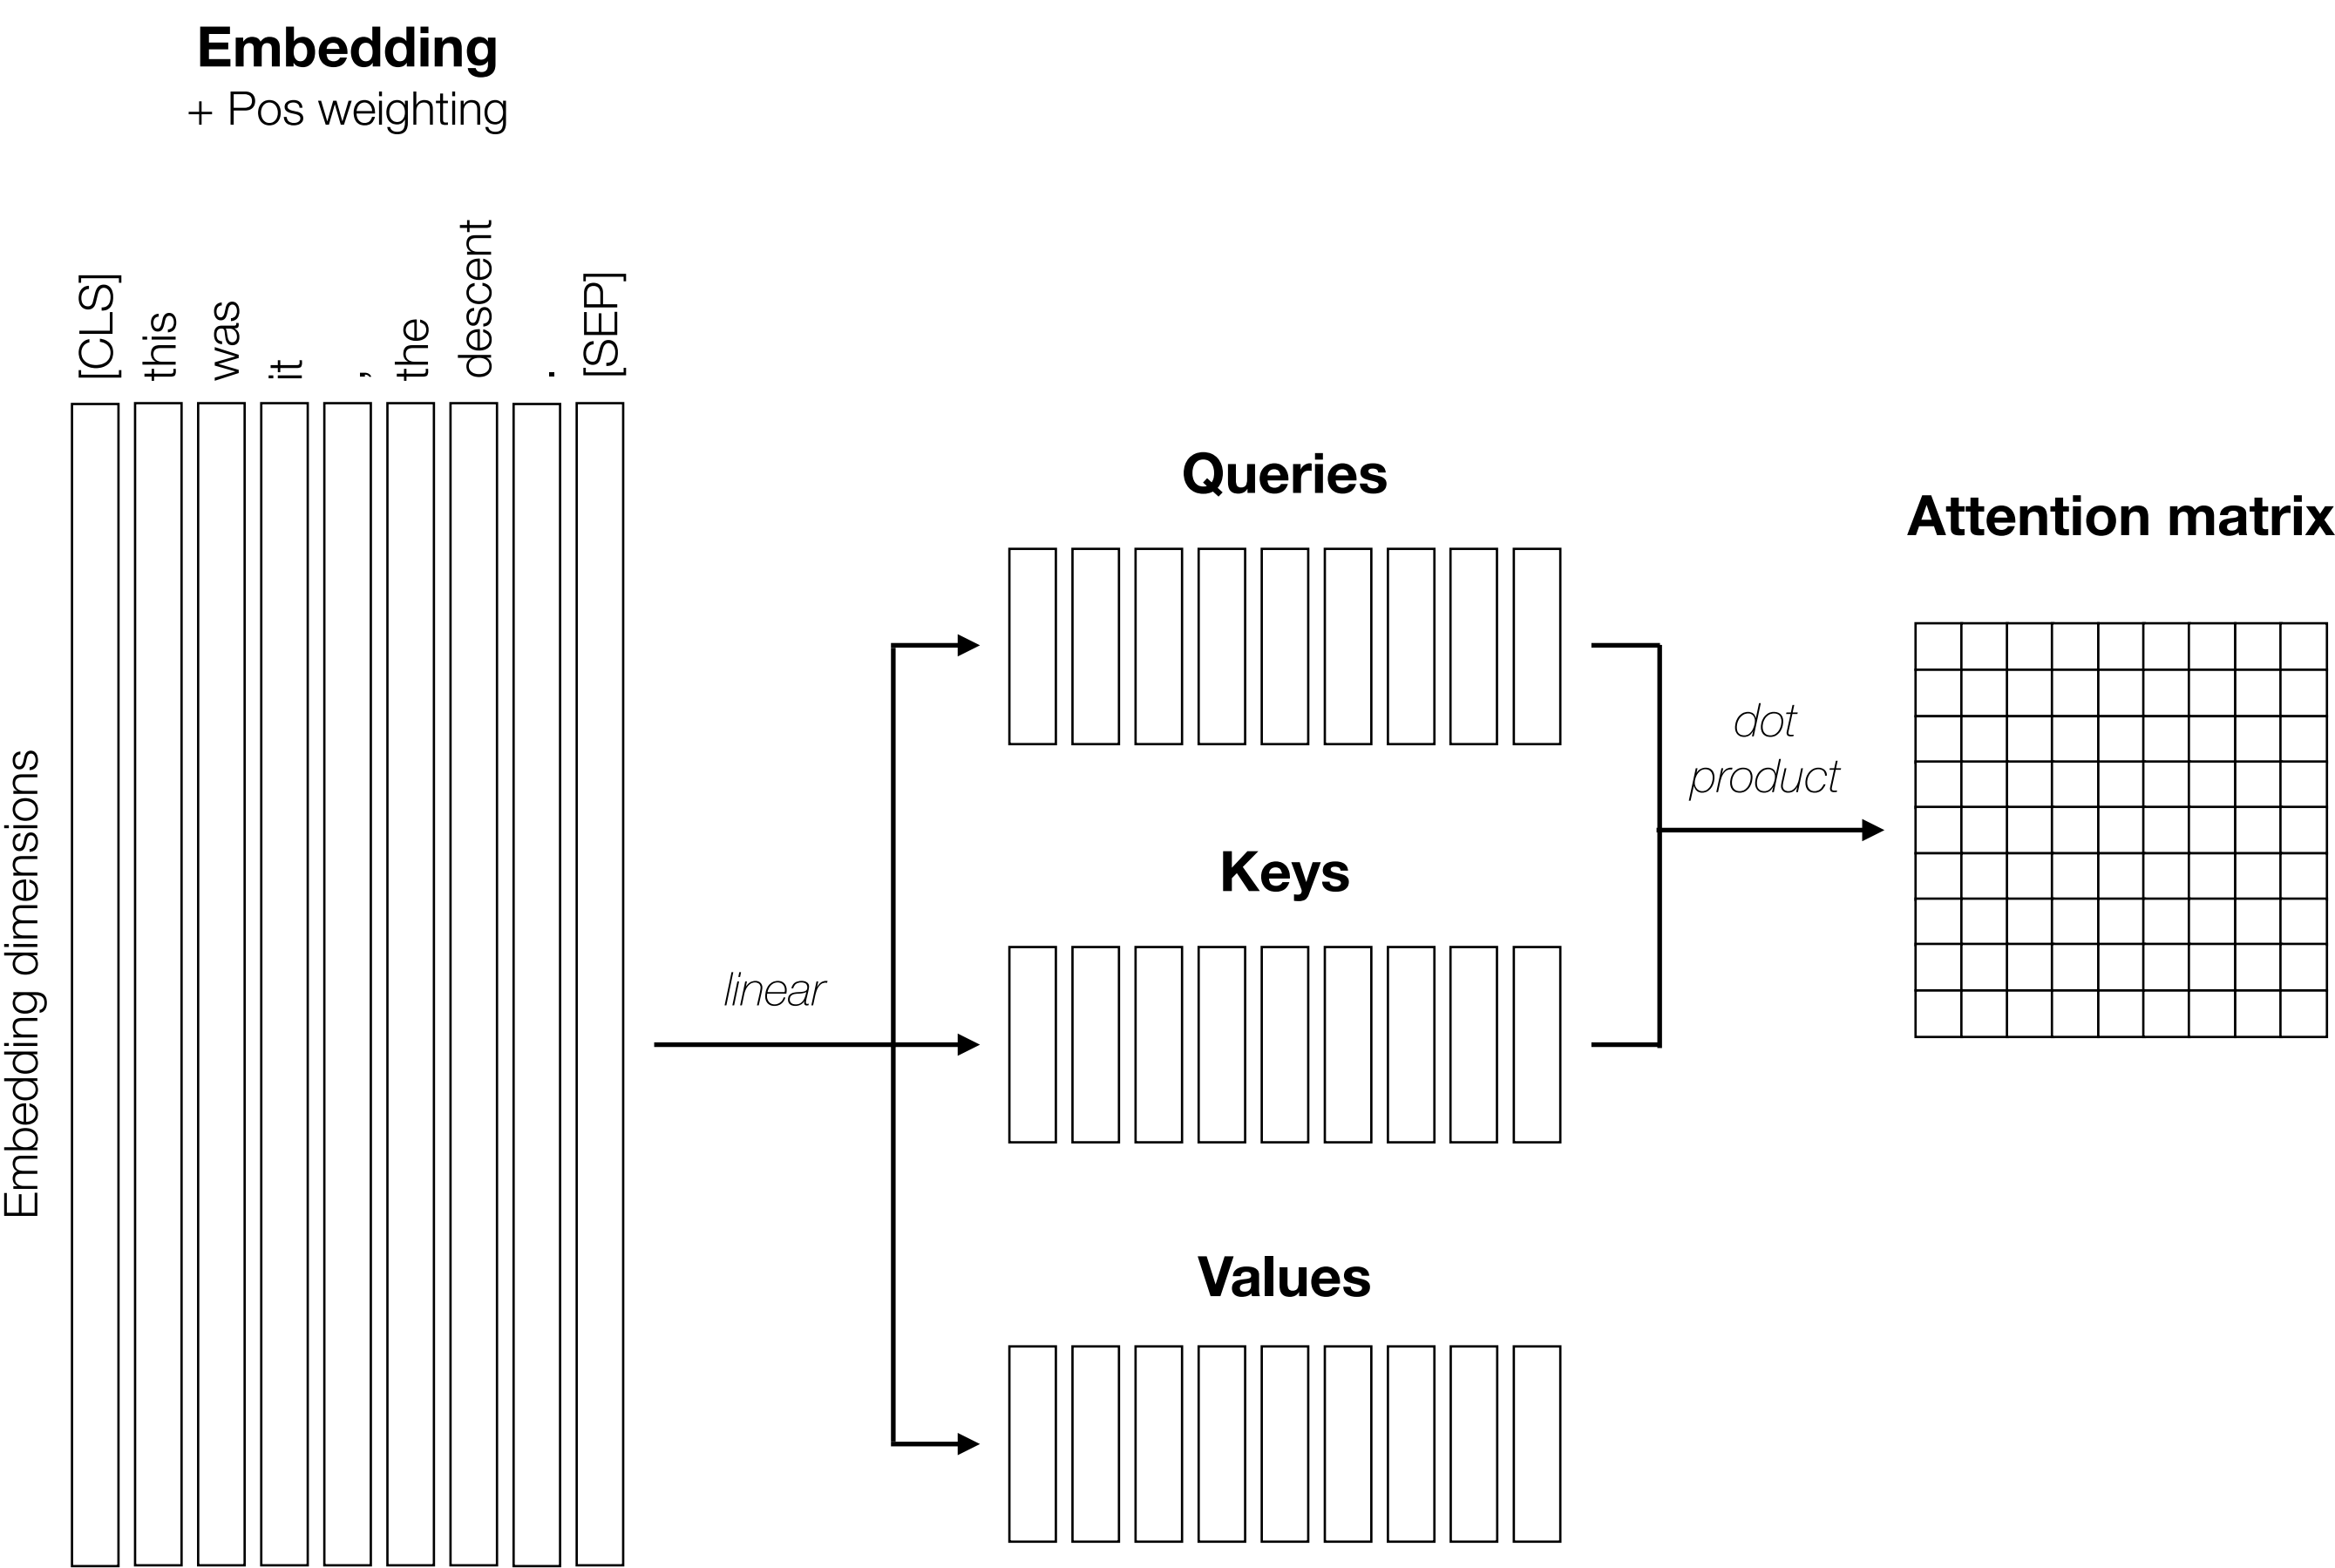 Embedding
+ Pos weighting
[CLS]
this
was
it
,
the
descent
.
[SEP]
Embedding dimensions
linear
Queries
Keys
Values
dot
product
Attention matrix